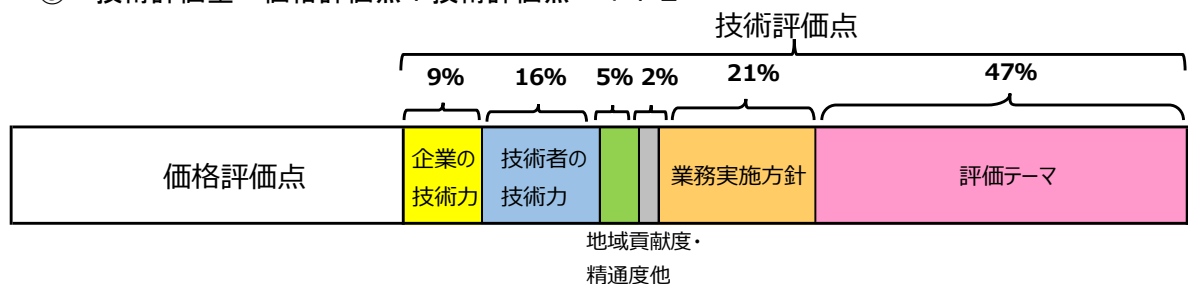 技術評価点
9% 16% 5% 2% 21% 47%
価格評価点
企業の
技術力
技術者の
技術力
業務実施方針
評価テーマ
地域貢献度・
精通度他